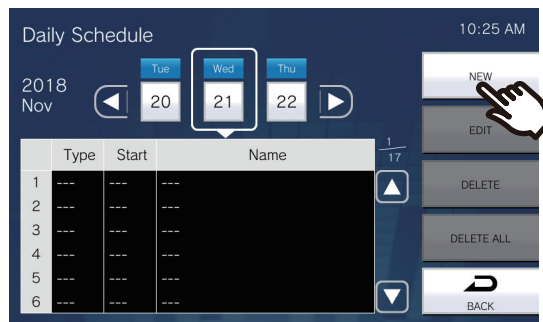 Daily Schedule
10:25 AM
2018
Nov
Tue Wed Thu
20 21 22
NEW
EDIT
DELETE
DELETE ALL
BACK
1
17
Type Start Name
1 --- --- ---
2 --- --- ---
3 --- --- ---
4 --- --- ---
5 --- --- ---
6 --- --- ---